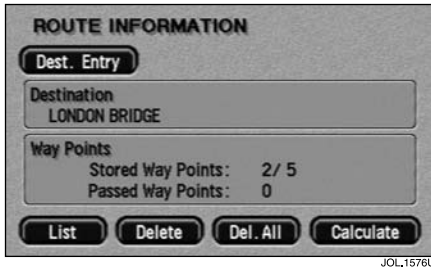 ROUTE INFORMATION
Dest. Entry
Destination
LONDON BRIDGE
Way Points
Stored Way Points: 2/ 5
Passed Way Points: 0
List Delete Del. All Calculate
JOL.1576U